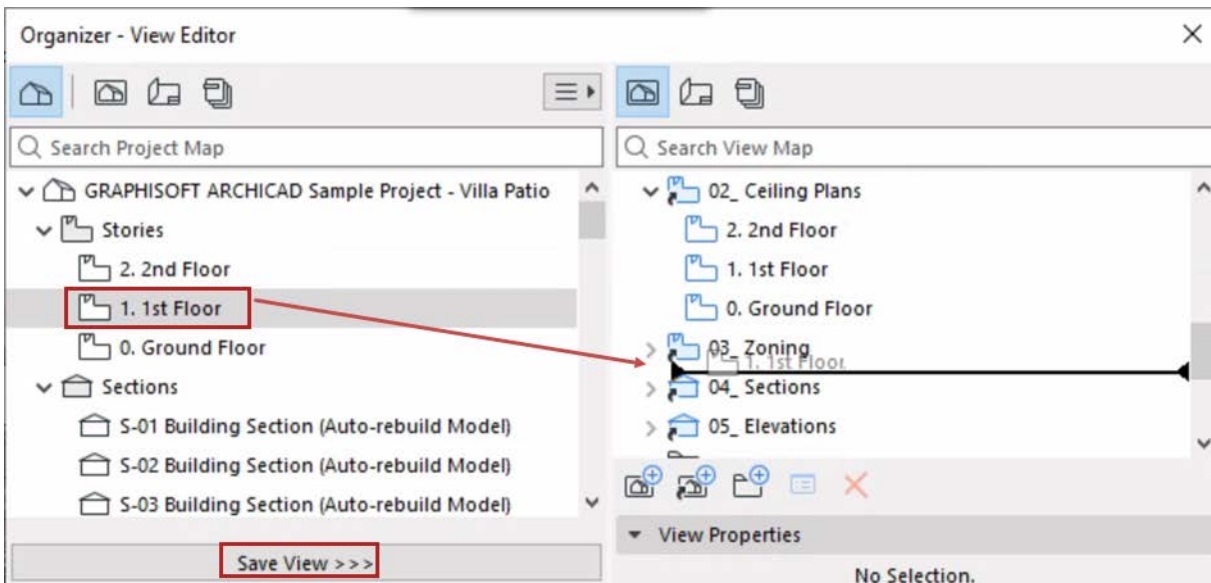 Organizer - View Editor
Search Project Map
GRAPHISOFT ARCHICAD Sample Project - Villa Patio
Stories
2. 2nd Floor
1. 1st Floor
0. Ground Floor
Sections
S-01 Building Section (Auto-rebuild Model)
S-02 Building Section (Auto-rebuild Model)
S-03 Building Section (Auto-rebuild Model)
Save View >>>
Search View Map
02_ Ceiling Plans
2. 2nd Floor
1. 1st Floor
0. Ground Floor
03_ Zoning
1. 1st Floor
04_ Sections
05_ Elevations
View Properties
No Selection.